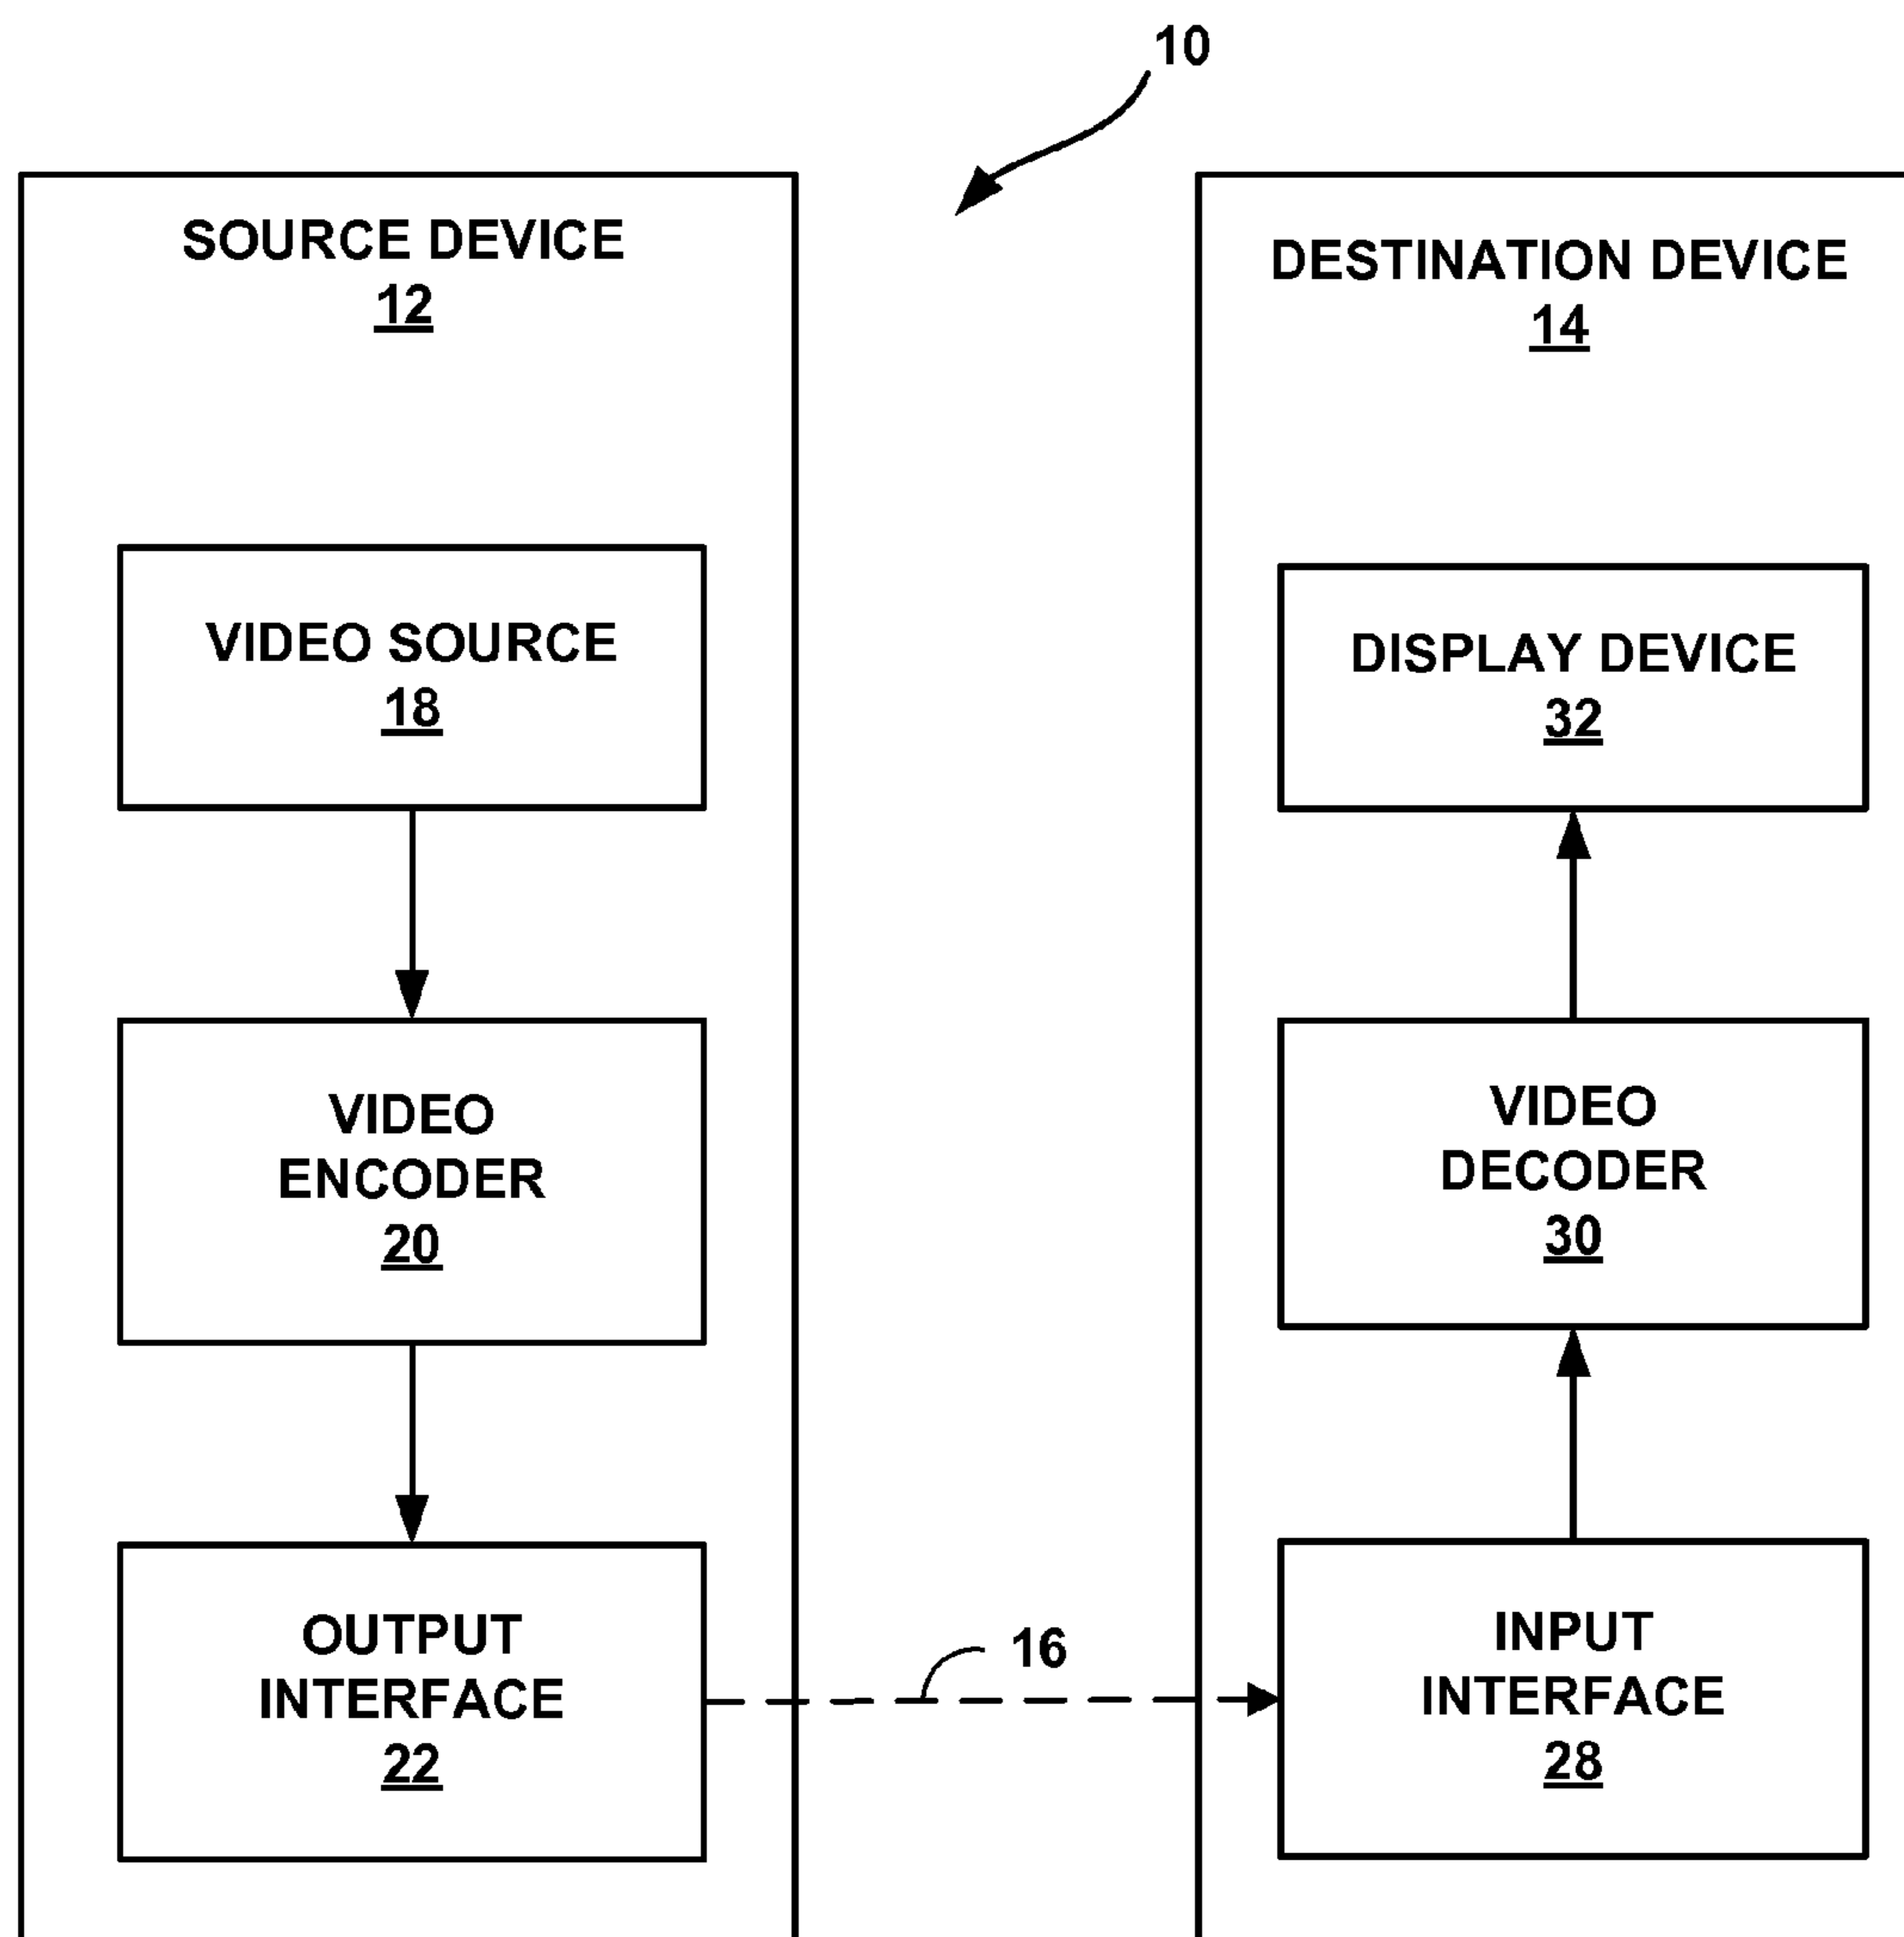 10
SOURCE DEVICE
12
VIDEO SOURCE
18
VIDEO
ENCODER
20
OUTPUT
INTERFACE
22
16
DESTINATION DEVICE
14
DISPLAY DEVICE
32
VIDEO
DECODER
30
INPUT
INTERFACE
28